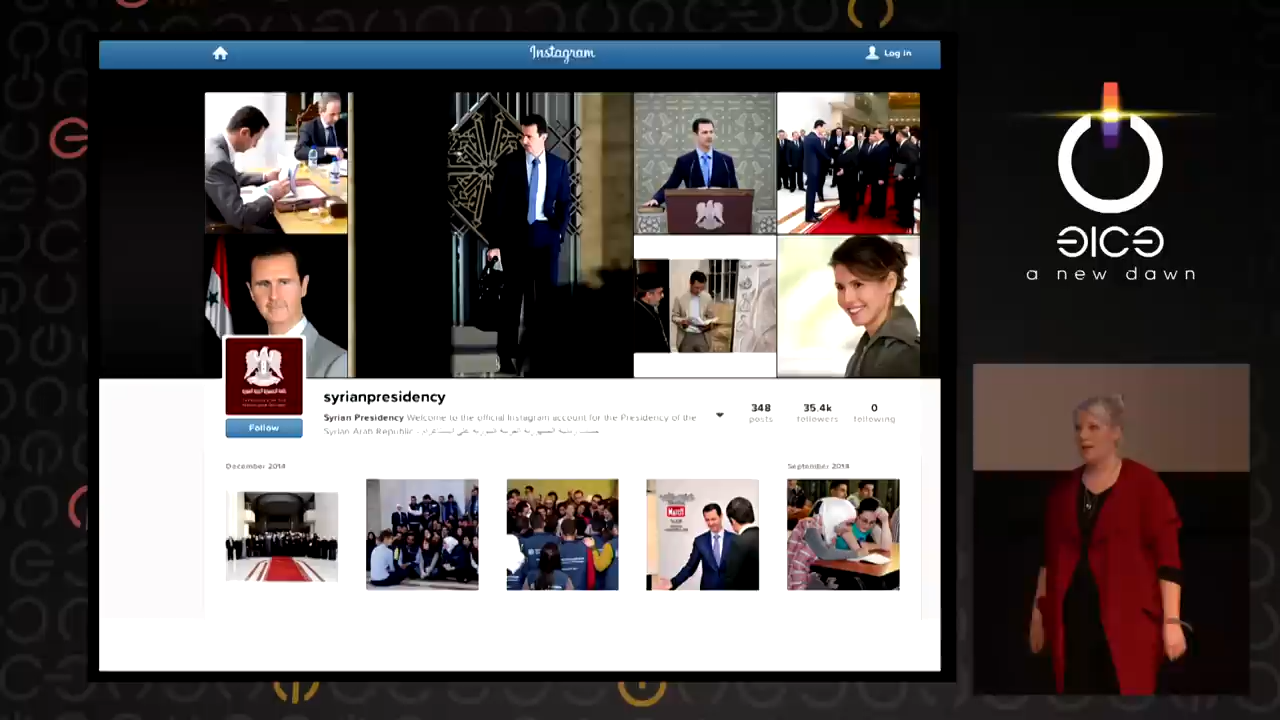 Instagram
Log in
syrianpresidency
Syrian Presidency Welcome to the official Instagram account for the Presidency of the
Syrian Arab Republic
Follow
348
posts
35.4k
followers
0
following
December 2014
September 2014
Match
a new dawn